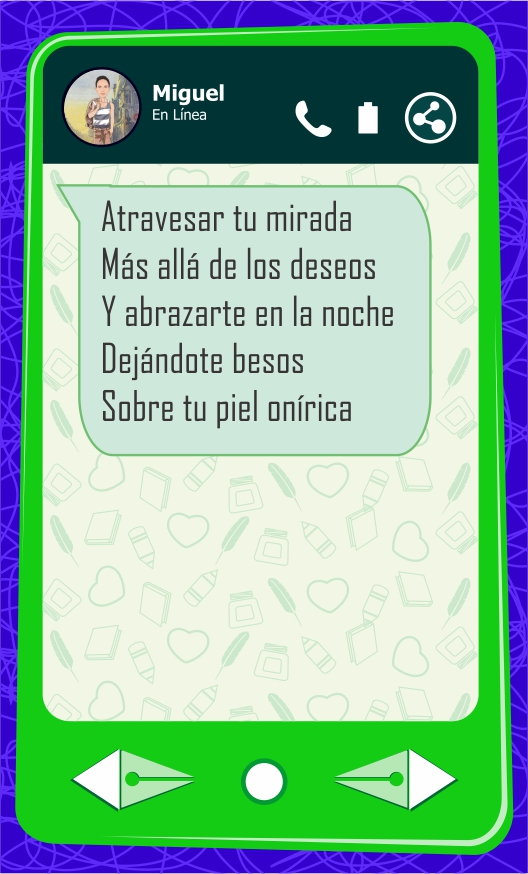 Miguel
En Línea
Atravesar tu mirada
Más allá de los deseos
Y abrazarte en la noche
Dejándote besos
Sobre tu piel onírica